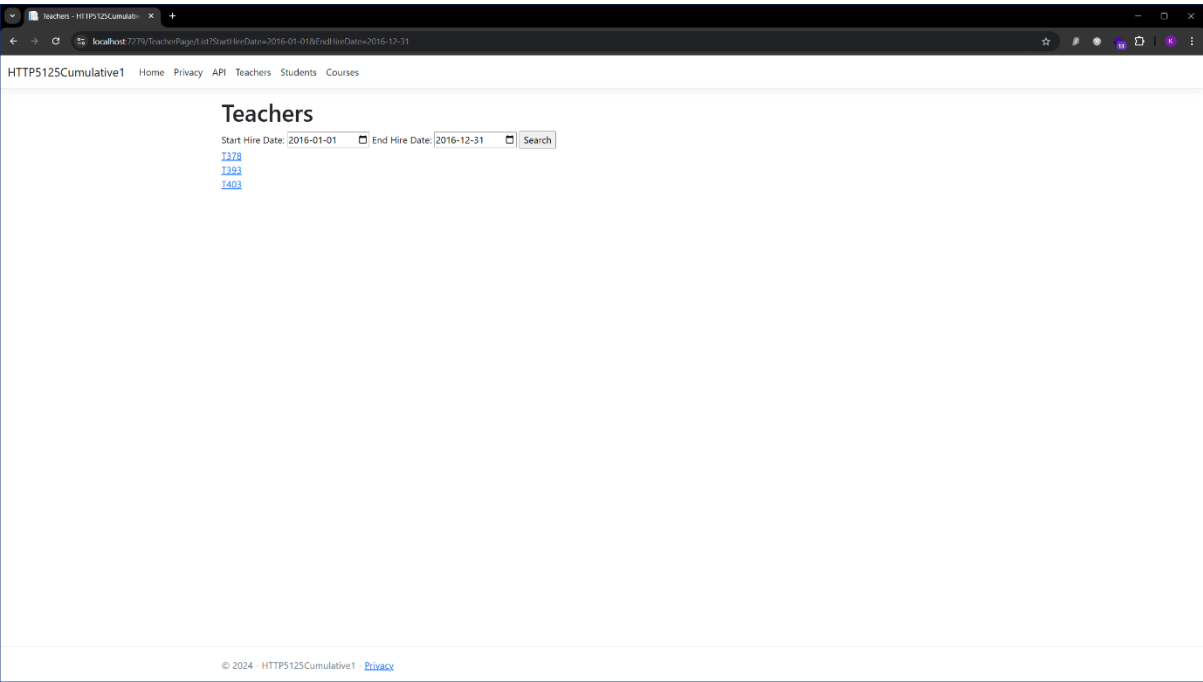 Teachers - HTTP5125Cumulativ
localhost:7279/TeacherPage/List?StartHireDate=2016-01-01&EndHireDate=2016-12-31
13
K
HTTP5125Cumulative1 Home Privacy API Teachers Students Courses
Teachers
Start Hire Date: 2016-01-01 End Hire Date: 2016-12-31 Search
T378
T393
T403
© 2024 - HTTP5125Cumulative1 - Privacy